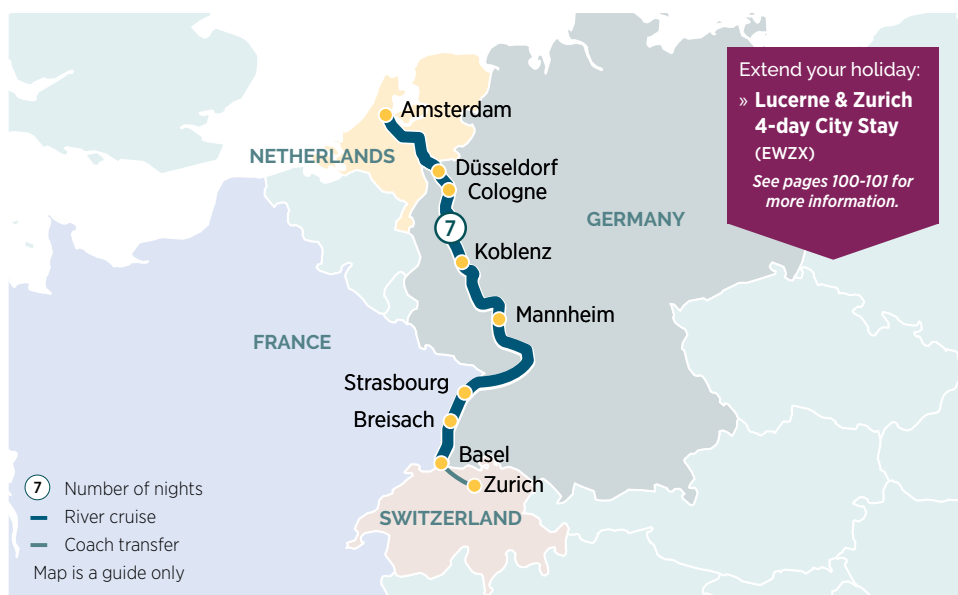 Extend your holiday:
» Lucerne & Zurich
4-day City Stay
(EWZX)
See pages 100-101 for
more information.
Amsterdam
NETHERLANDS
Düsseldorf
Cologne
GERMANY
7
Koblenz
Mannheim
FRANCE
Strasbourg
Breisach
Basel
Zurich
SWITZERLAND
7 Number of nights
River cruise
Coach transfer
Map is a guide only